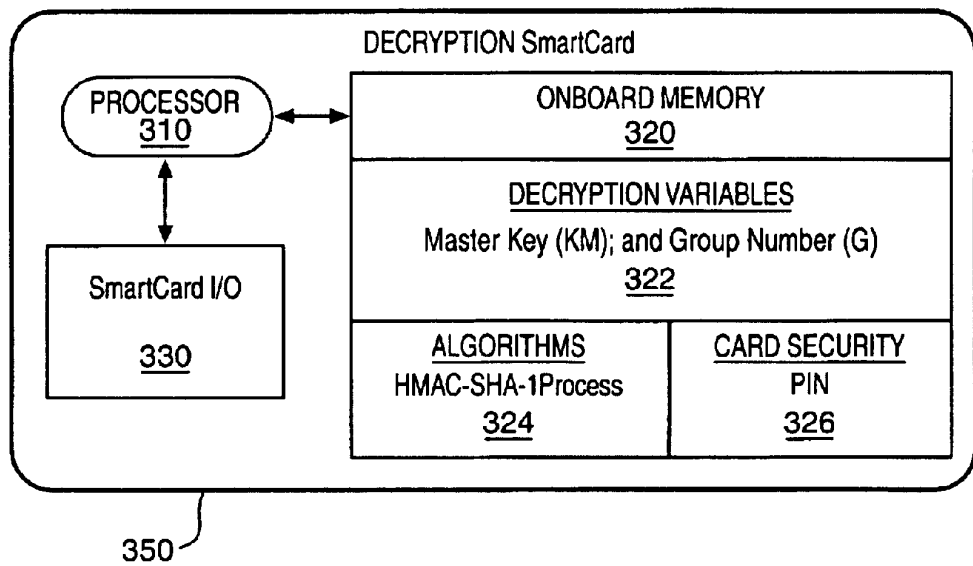 DECRYPTION SmartCard
PROCESSOR
310
SmartCard I/O
330
ONBOARD MEMORY
320
DECRYPTION VARIABLES
Master Key (KM); and Group Number (G)
322
ALGORITHMS
HMAC-SHA-1Process
324
CARD SECURITY
PIN
326
350